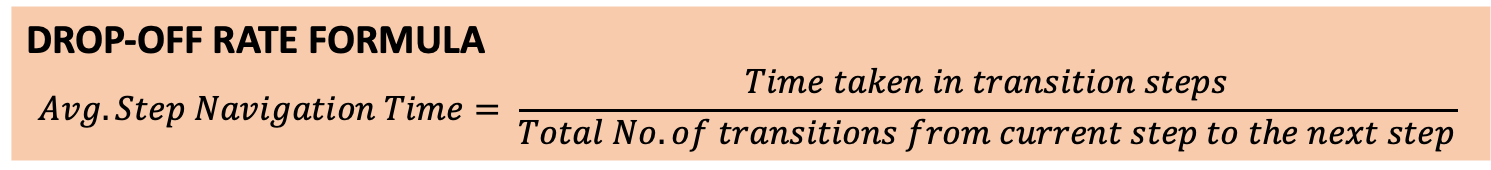 DROP-OFF RATE FORMULA
Avg. Step Navigation Time =
Time taken in transition steps
Total No. of transitions from current step to the next step